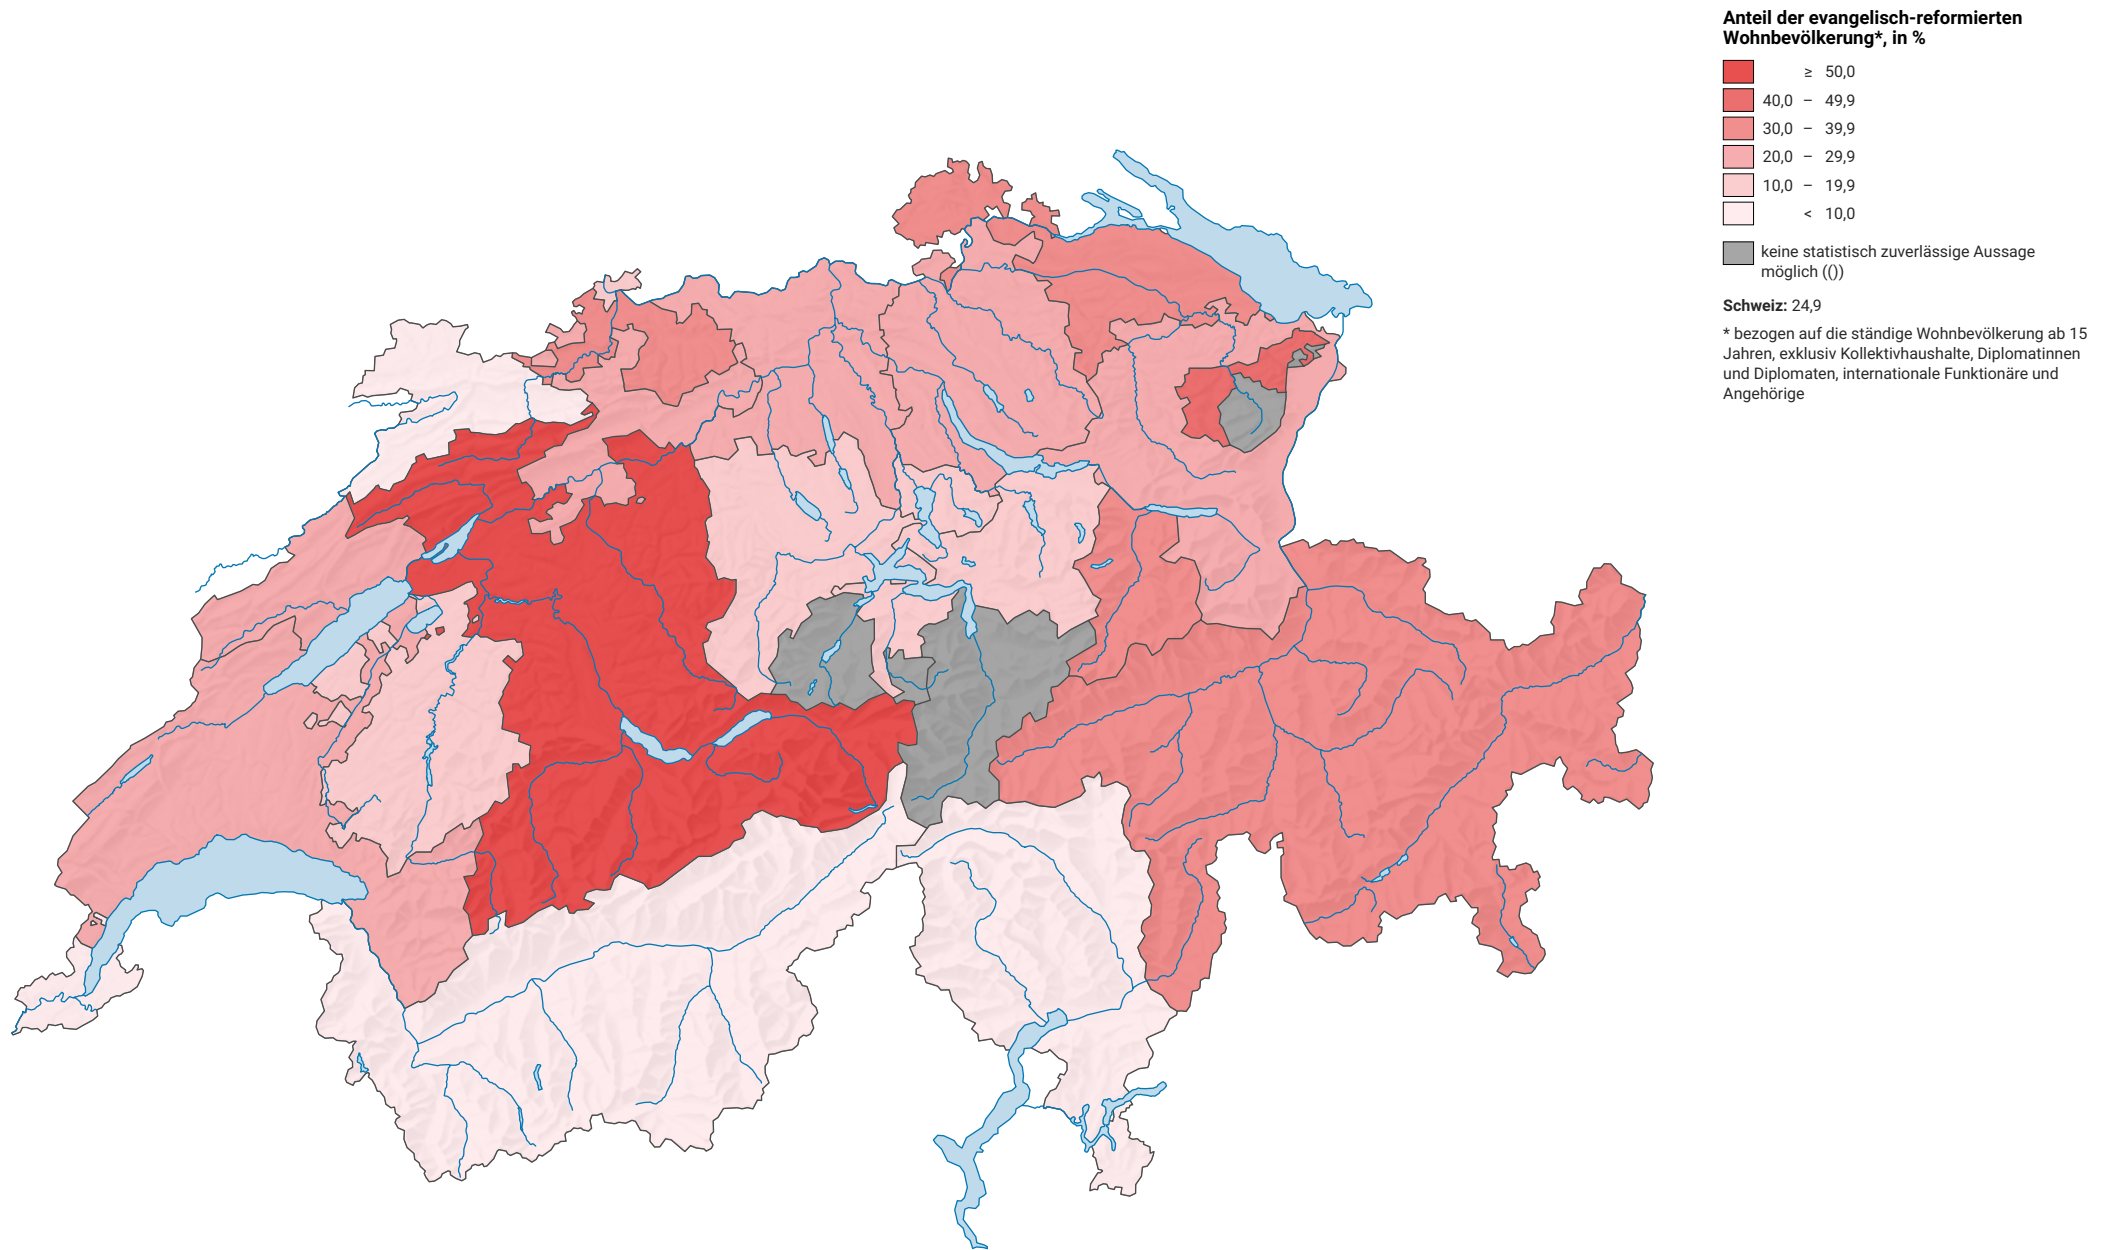 Anteil der evangelisch-reformierten
Wohnbevölkerung*, in %
≥ 50,0
40,0 – 49,9
30,0 – 39,9
20,0 – 29,9
10,0 – 19,9
< 10,0
keine statistisch zuverlässige Aussage
möglich (())
Schweiz: 24,9
* bezogen auf die ständige Wohnbevölkerung ab 15
Jahren, exklusiv Kollektivhaushalte, Diplomatinnen
und Diplomaten, internationale Funktionäre und
Angehörige